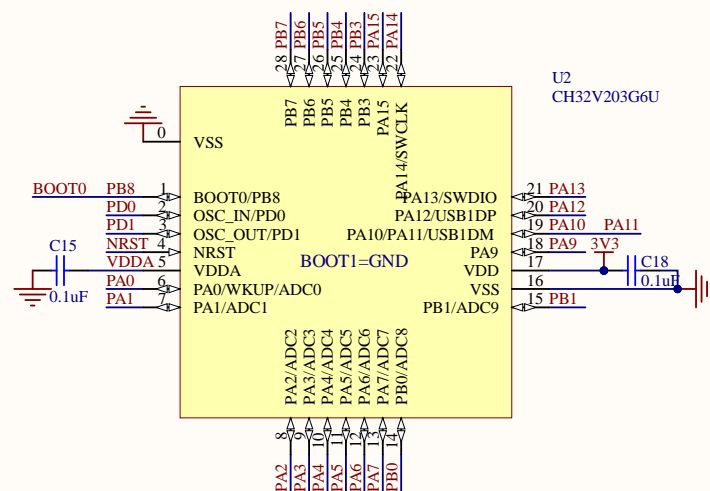 PB7 PB6 PB5 PB4 PB3 PA15 PA14
28 27 26 25 24 23 22
U2
CH32V203G6U
PB7 PB6 PB5 PB4 PB3 PA15 PA14/SWCLK
0 VSS
BOOT0 PB8 1 BOOT0/PB8
PD0 2 OSC_IN/PD0
PD1 3 OSC_OUT/PD1
NRST 4 NRST
C15 VDDA 5 VDDA
0.1uF
PA0 6 PA0/WKUP/ADC0
PA1 7 PA1/ADC1
BOOT1=GND
PA13/SWDIO 21 PA13
PA12/USB1DP 20 PA12
PA10/PA11/USB1DM 19 PA10 PA11
PA9 18 PA9 3V3
VDD 17 C18
VSS 16 0.1uF
PB1/ADC9 15 PB1
PA2/ADC2 PA3/ADC3 PA4/ADC4 PA5/ADC5 PA6/ADC6 PA7/ADC7 PB0/ADC8
8 9 10 11 12 13 14
PA2 PA3 PA4 PA5 PA6 PA7 PB0